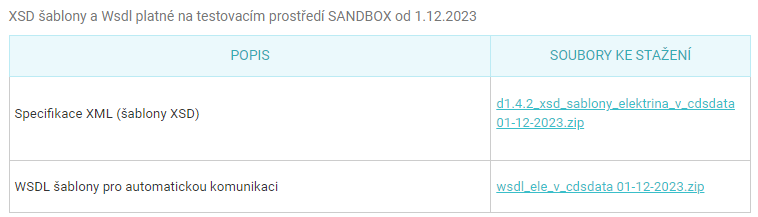 XSD šablony a Wsdl platné na testovacím prostředí SANDBOX od 1.12.2023
POPIS
SOUBORY KE STAŽENÍ
Specifikace XML (šablony XSD)
d1.4.2_xsd_sablony_elektrina_v_cdsdata
01-12-2023.zip
WSDL šablony pro automatickou komunikaci
wsdl_ele_v_cdsdata 01-12-2023.zip